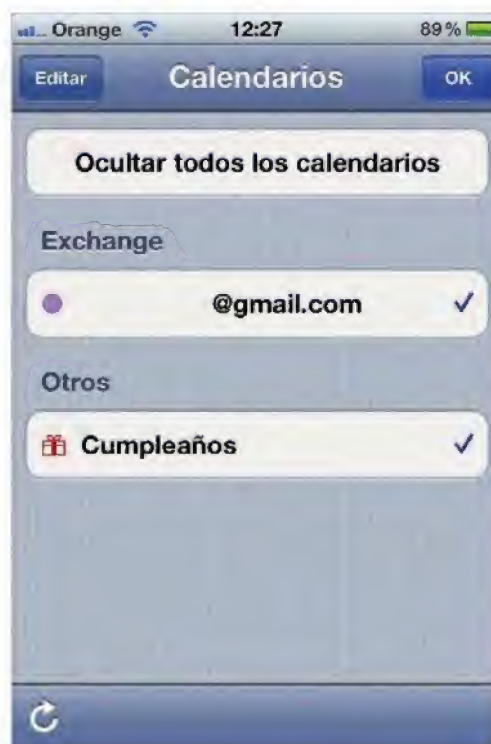 Orange 12:27 89 %
Editar Calendarios OK
Ocultar todos los calendarios
Exchange
@gmail.com
Otros
Cumpleaños